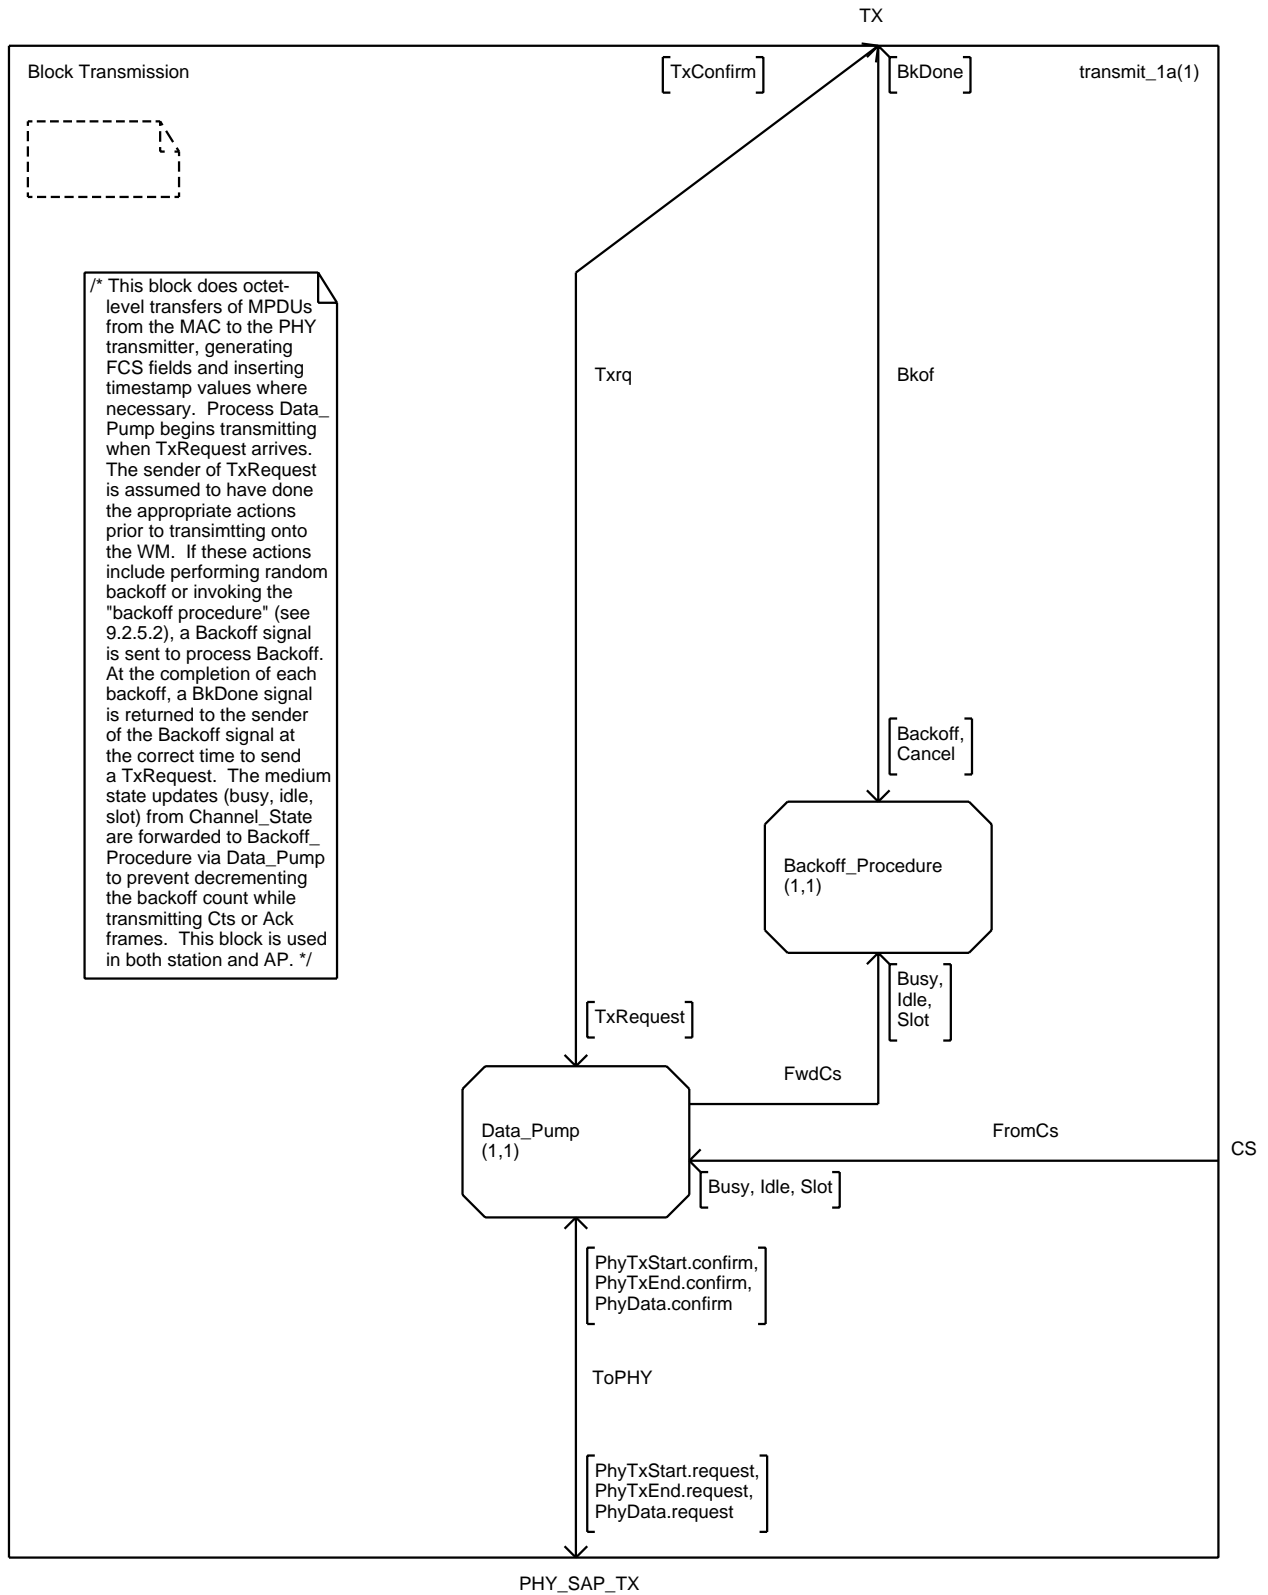 TX
Block Transmission
[TxConfirm]
[BkDone]
transmit_1a(1)
/* This block does octet-
level transfers of MPDUs
from the MAC to the PHY
transmitter, generating
FCS fields and inserting
timestamp values where
necessary.  Process Data_
Pump begins transmitting
when TxRequest arrives.
The sender of TxRequest
is assumed to have done
the appropriate actions
prior to transimtting onto
the WM.  If these actions
include performing random
backoff or invoking the
"backoff procedure" (see
9.2.5.2), a Backoff signal
is sent to process Backoff.
At the completion of each
backoff, a BkDone signal
is returned to the sender
of the Backoff signal at
the correct time to send
a TxRequest.  The medium
state updates (busy, idle,
slot) from Channel_State
are forwarded to Backoff_
Procedure via Data_Pump
to prevent decrementing
the backoff count while
transmitting Cts or Ack
frames.  This block is used
in both station and AP. */
Txrq
Bkof
[Backoff,
Cancel]
Backoff_Procedure
(1,1)
[Busy,
Idle,
Slot]
[TxRequest]
FwdCs
Data_Pump
(1,1)
FromCs
CS
[Busy, Idle, Slot]
[PhyTxStart.confirm,
PhyTxEnd.confirm,
PhyData.confirm]
ToPHY
[PhyTxStart.request,
PhyTxEnd.request,
PhyData.request]
PHY_SAP_TX